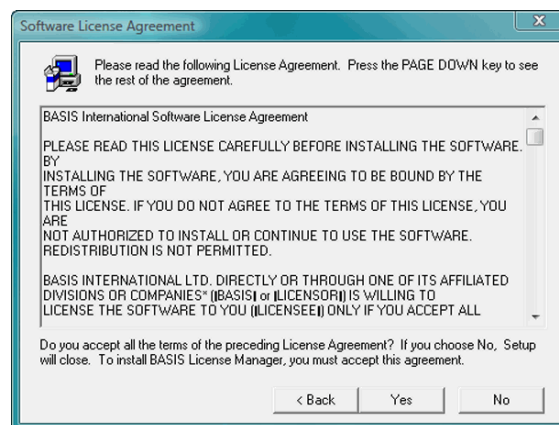 Software License Agreement
Please read the following License Agreement. Press the PAGE DOWN key to see
the rest of the agreement.
BASIS International Software License Agreement
PLEASE READ THIS LICENSE CAREFULLY BEFORE INSTALLING THE SOFTWARE.
BY
INSTALLING THE SOFTWARE, YOU ARE AGREEING TO BE BOUND BY THE
TERMS OF
THIS LICENSE. IF YOU DO NOT AGREE TO THE TERMS OF THIS LICENSE, YOU
ARE
NOT AUTHORIZED TO INSTALL OR CONTINUE TO USE THE SOFTWARE.
REDISTRIBUTION IS NOT PERMITTED.
BASIS INTERNATIONAL LTD. DIRECTLY OR THROUGH ONE OF ITS AFFILIATED
DIVISIONS OR COMPANIES* (|BASIS| or |LICENSOR|) IS WILLING TO
LICENSE THE SOFTWARE TO YOU (|LICENSEE|) ONLY IF YOU ACCEPT ALL
Do you accept all the terms of the preceding License Agreement? If you choose No, Setup
will close. To install BASIS License Manager, you must accept this agreement.
< Back Yes No